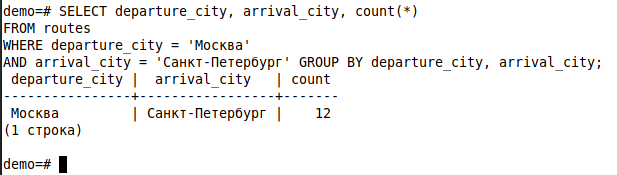 demo=# SELECT departure_city, arrival_city, count(*)
FROM routes
WHERE departure_city = 'Москва'
AND arrival_city = 'Санкт-Петербург' GROUP BY departure_city, arrival_city;
 departure_city |  arrival_city   | count
----------------+-----------------+-------
 Москва         | Санкт-Петербург |    12
(1 строка)
demo=#